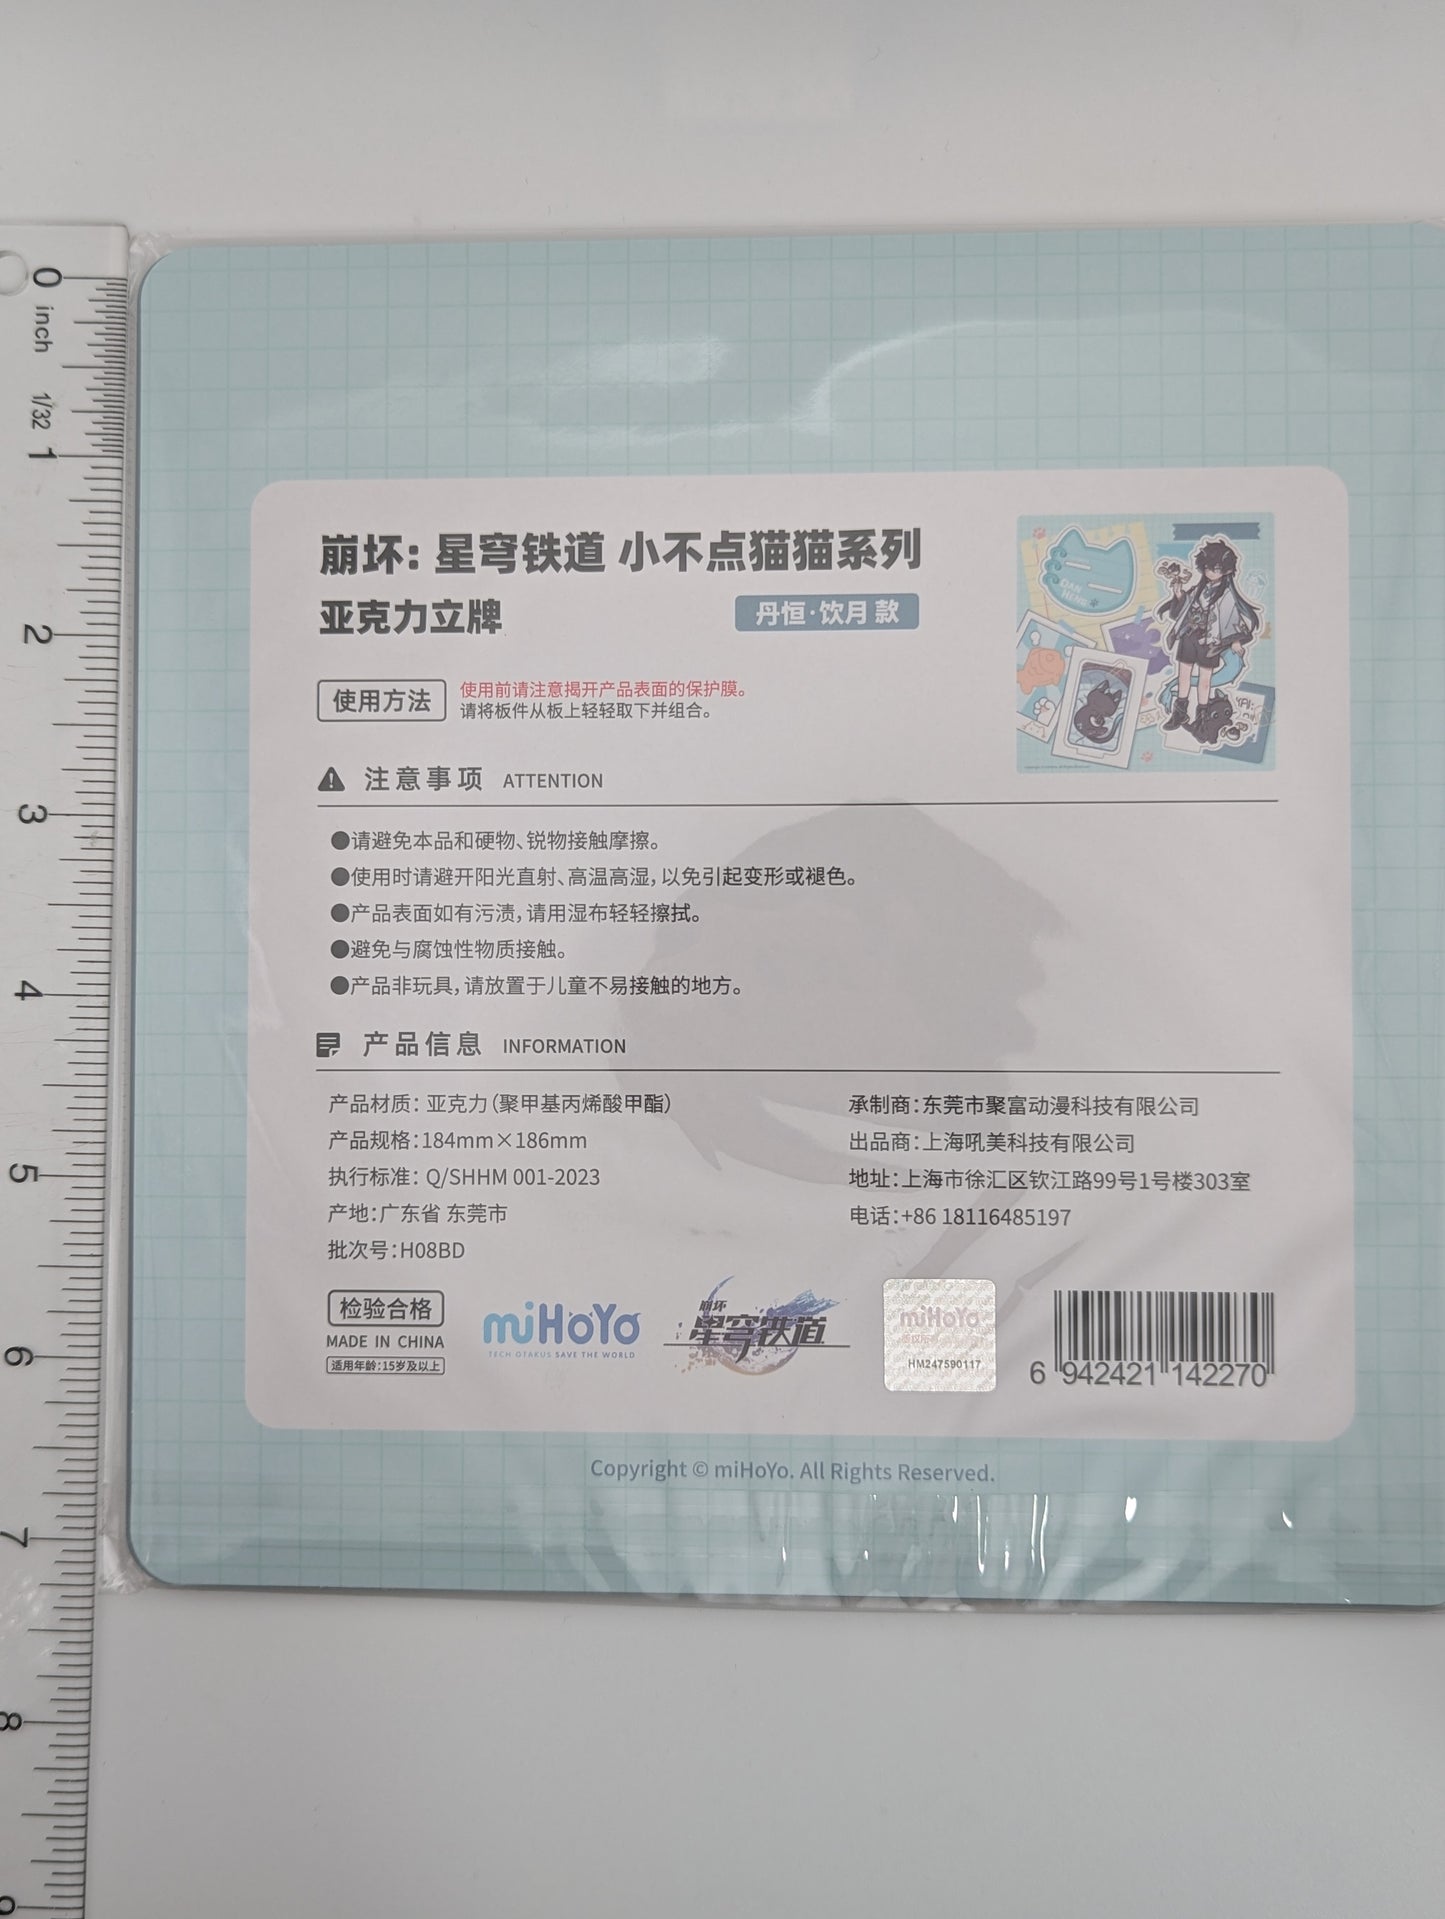 0
inch
1/32
1
2
3
4
5
6
7
8
9
崩坏：星穹铁道 小不点猫猫系列
亚克力立牌
丹恒·饮月 款
DAN
HENG
使用方法
使用前请注意揭开产品表面的保护膜。
请将板件从板上轻轻取下并组合。
注意事项 ATTENTION
●请避免本品和硬物、锐物接触摩擦。
●使用时请避开阳光直射、高温高湿，以免引起变形或褪色。
●产品表面如有污渍，请用湿布轻轻擦拭。
●避免与腐蚀性物质接触。
●产品非玩具，请放置于儿童不易接触的地方。
产品信息 INFORMATION
产品材质：亚克力（聚甲基丙烯酸甲酯）
产品规格：184mm×186mm
执行标准：Q/SHHM 001-2023
产地：广东省 东莞市
批次号：H08BD
承制商：东莞市聚富动漫科技有限公司
出品商：上海吼美科技有限公司
地址：上海市徐汇区钦江路99号1号楼303室
电话：+86 18116485197
检验合格
MADE IN CHINA
适用年龄：15岁及以上
miHoYo
TECH OTAKUS SAVE THE WORLD
崩坏
星穹铁道
miHoYo
版权所有
HM247590117
6 942421 142270
Copyright © miHoYo. All Rights Reserved.